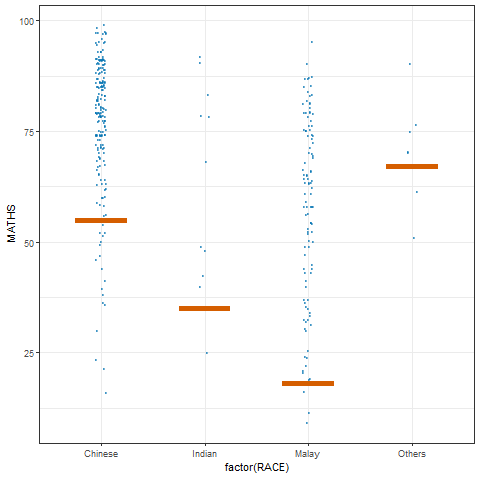 100
75
50
25
MATHS
Chinese
Indian
Malay
Others
factor(RACE)